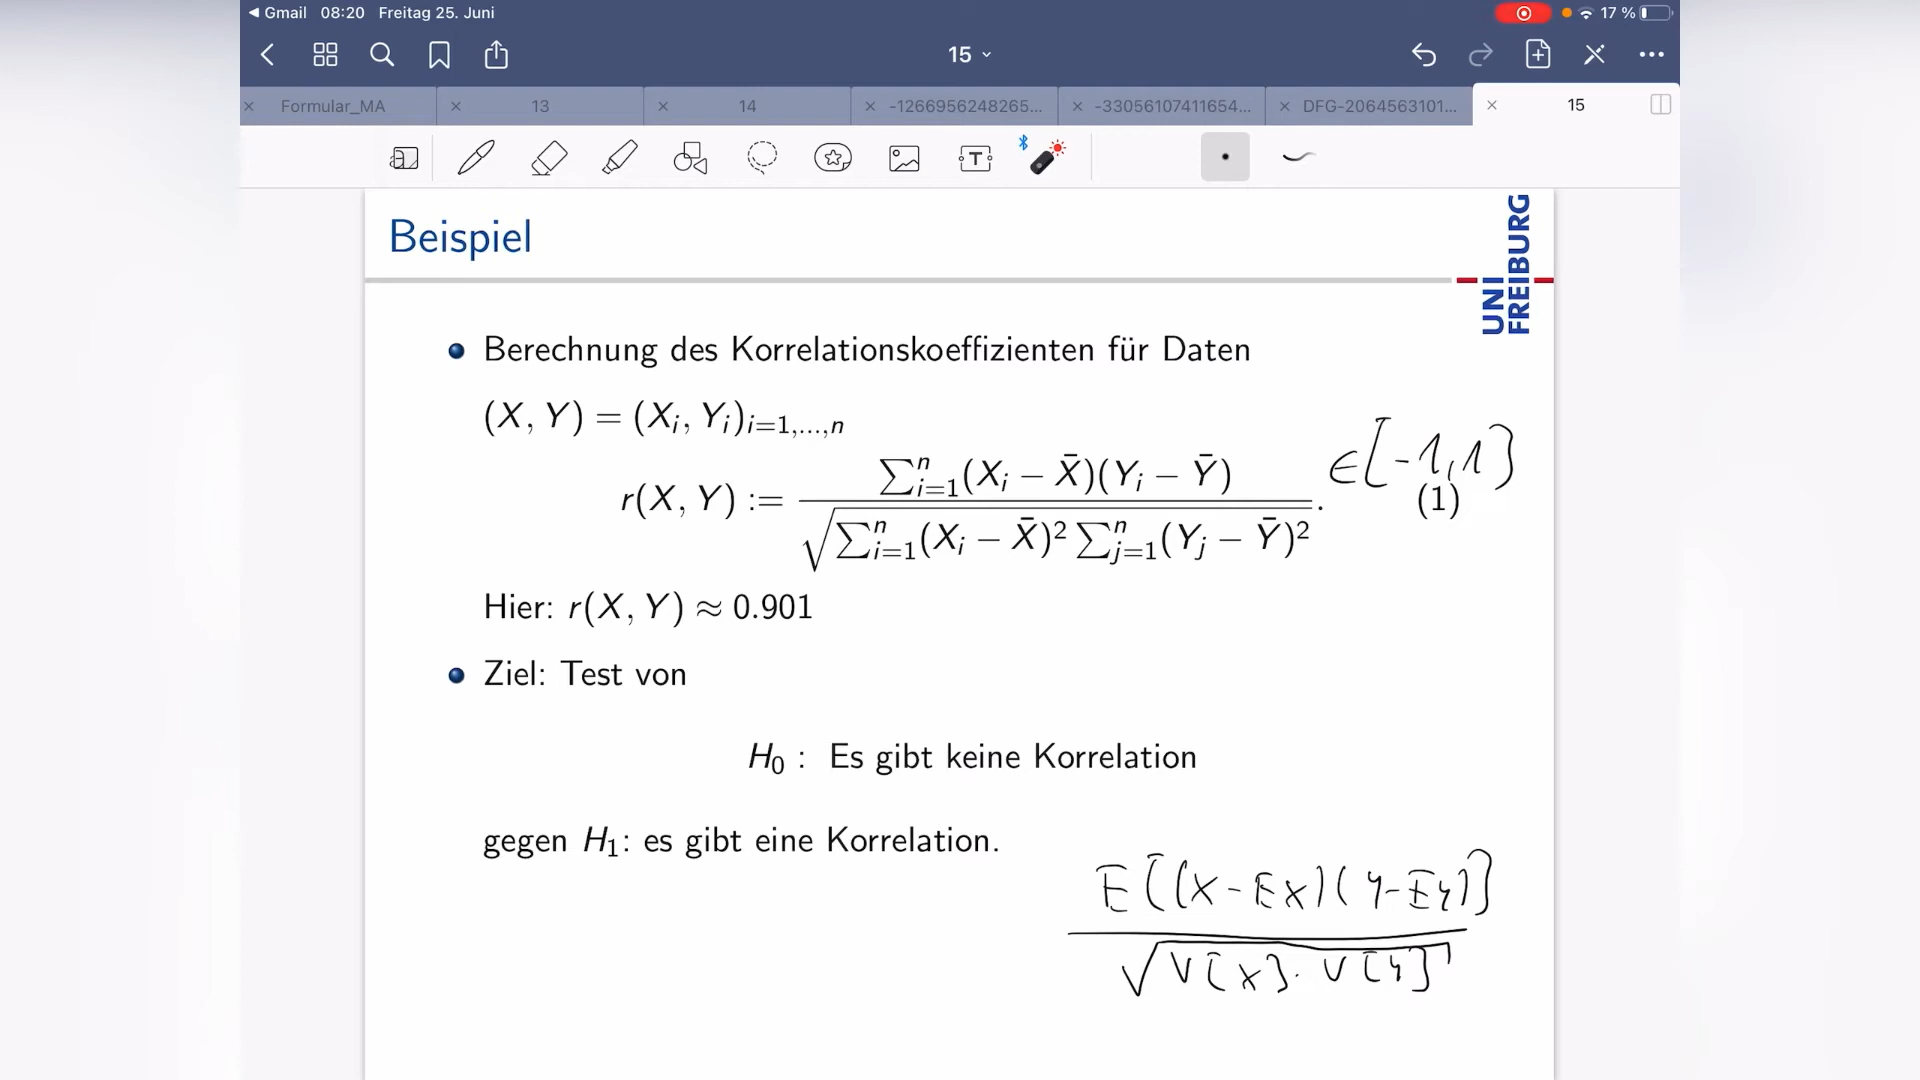 Gmail 08:20 Freitag 25. Juni 17 %
15
Formular_MA 13 14 -1266956248265... -33056107411654... DFG-2064563101... 15
Beispiel
UNI
FREIBURG
Berechnung des Korrelationskoeffizienten für Daten
(X, Y) = (X_i, Y_i)_{i=1,...,n}
r(X, Y) := \frac{\sum_{i=1}^n (X_i − \bar{X})(Y_i − \bar{Y})}{\sqrt{\sum_{i=1}^n (X_i − \bar{X})^2 \sum_{j=1}^n (Y_j − \bar{Y})^2}}. ∈ [-1,1] (1)
Hier: r(X, Y) ≈ 0.901
Ziel: Test von
H_0 : Es gibt keine Korrelation
gegen H_1: es gibt eine Korrelation.
E[(X-EX)(Y-EY)]
\sqrt{V[X]·V[Y]}